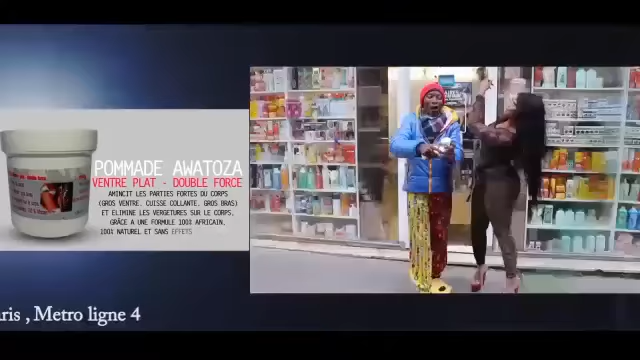 POMMADE AWATOZA
VENTRE PLAT - DOUBLE FORCE
AMINCIT LES PARTIES FORTES DU CORPS
(GROS VENTRE, CUISSE COLLANTE, GROS BRAS)
ET ELIMINE LES VERGETURES SUR LE CORPS,
GRÂCE A UNE FORMULE 100% AFRICAIN,
100% NATUREL ET SANS EFFETS
ris , Metro ligne 4